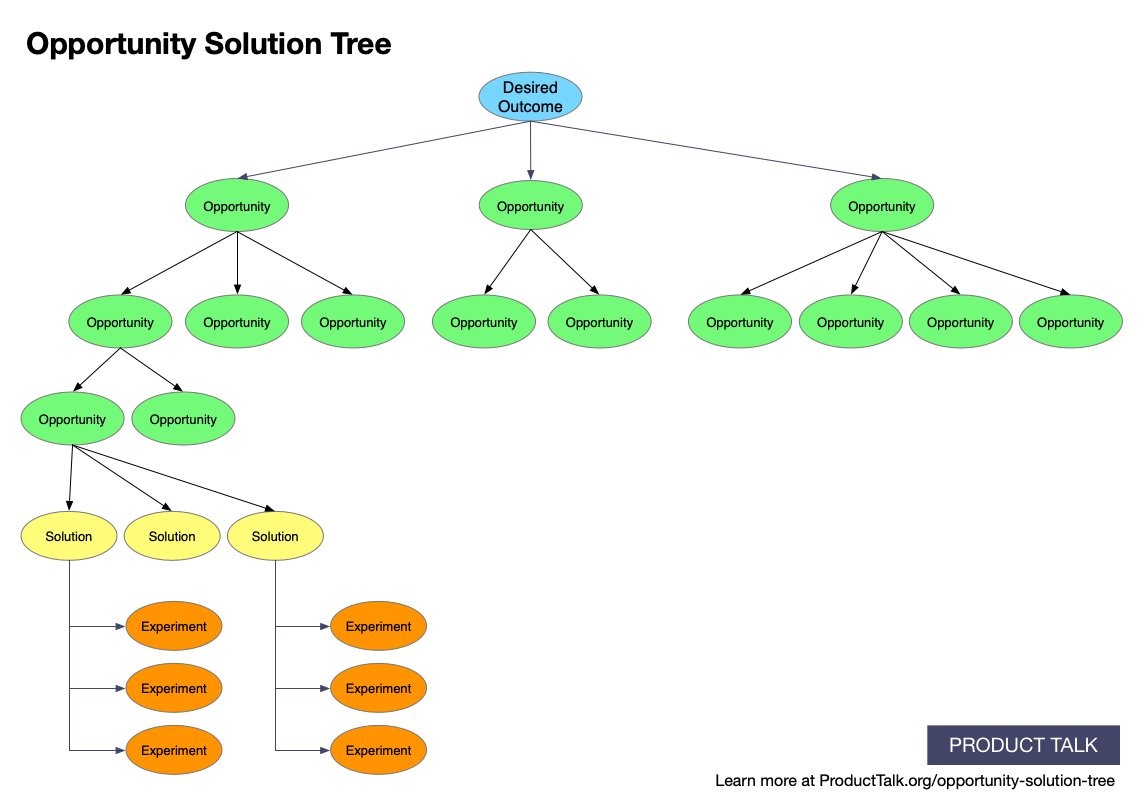 Opportunity Solution Tree
Desired
Outcome
Opportunity
Opportunity
Opportunity
Opportunity
Opportunity
Opportunity
Opportunity
Opportunity
Opportunity
Opportunity
Opportunity
Opportunity
Opportunity
Opportunity
Solution
Solution
Solution
Experiment
Experiment
Experiment
Experiment
Experiment
Experiment
PRODUCT TALK
Learn more at ProductTalk.org/opportunity-solution-tree